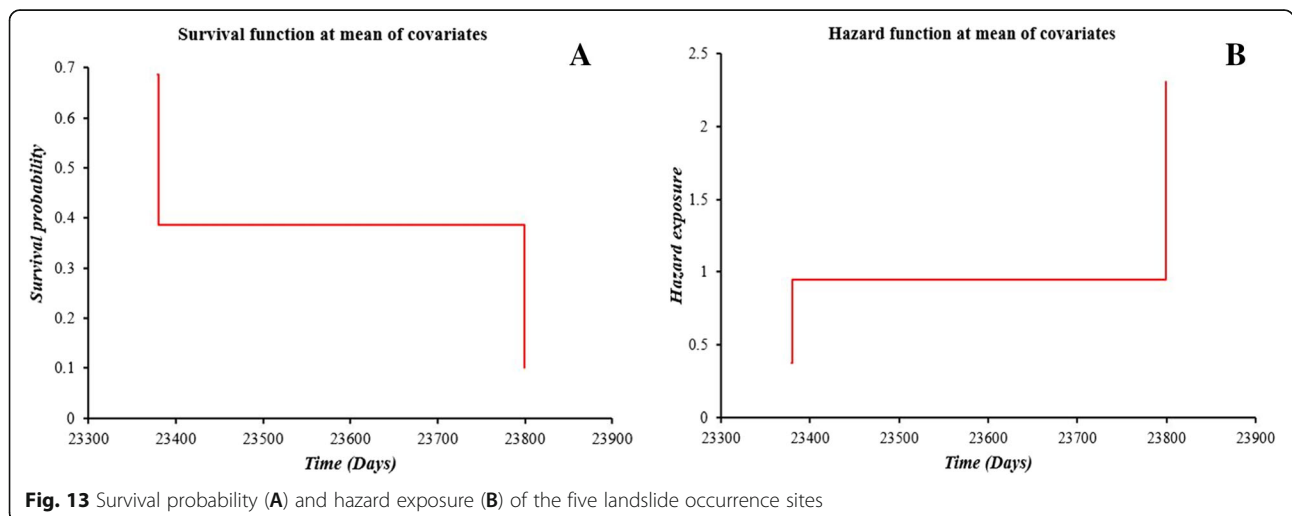 Survival function at mean of covariates
A
0.7
0.6
0.5
0.4
0.3
0.2
0.1
0
Survival probability
23300 23400 23500 23600 23700 23800 23900
Time (Days)
Hazard function at mean of covariates
B
2.5
2
1.5
1
0.5
0
Hazard exposure
23300 23400 23500 23600 23700 23800 23900
Time (Days)
Fig. 13 Survival probability (A) and hazard exposure (B) of the five landslide occurrence sites